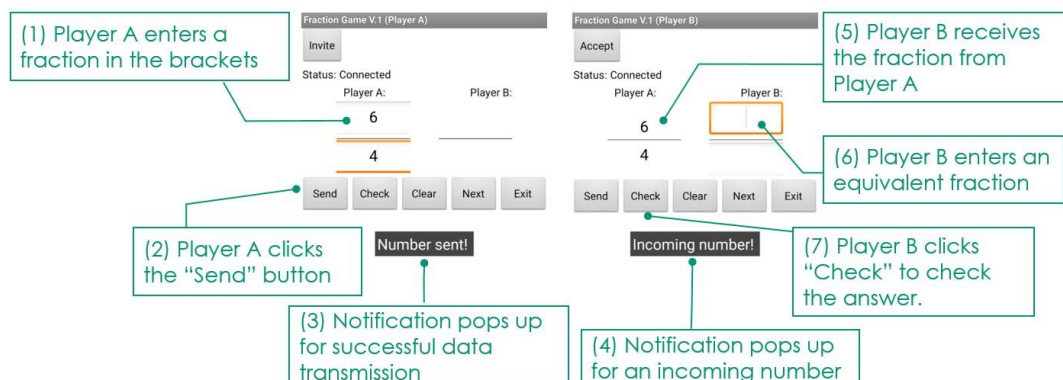 (1) Player A enters a
fraction in the brackets
Fraction Game V.1 (Player A)
Invite
Status: Connected
Player A:
Player B:
6
4
Send
Check
Clear
Next
Exit
Number sent!
(2) Player A clicks
the “Send” button
(3) Notification pops up
for successful data
transmission
Fraction Game V.1 (Player B)
Accept
Status: Connected
Player A:
Player B:
6
4
Send
Check
Clear
Next
Exit
Incoming number!
(4) Notification pops up
for an incoming number
(5) Player B receives
the fraction from
Player A
(6) Player B enters an
equivalent fraction
(7) Player B clicks
“Check” to check
the answer.